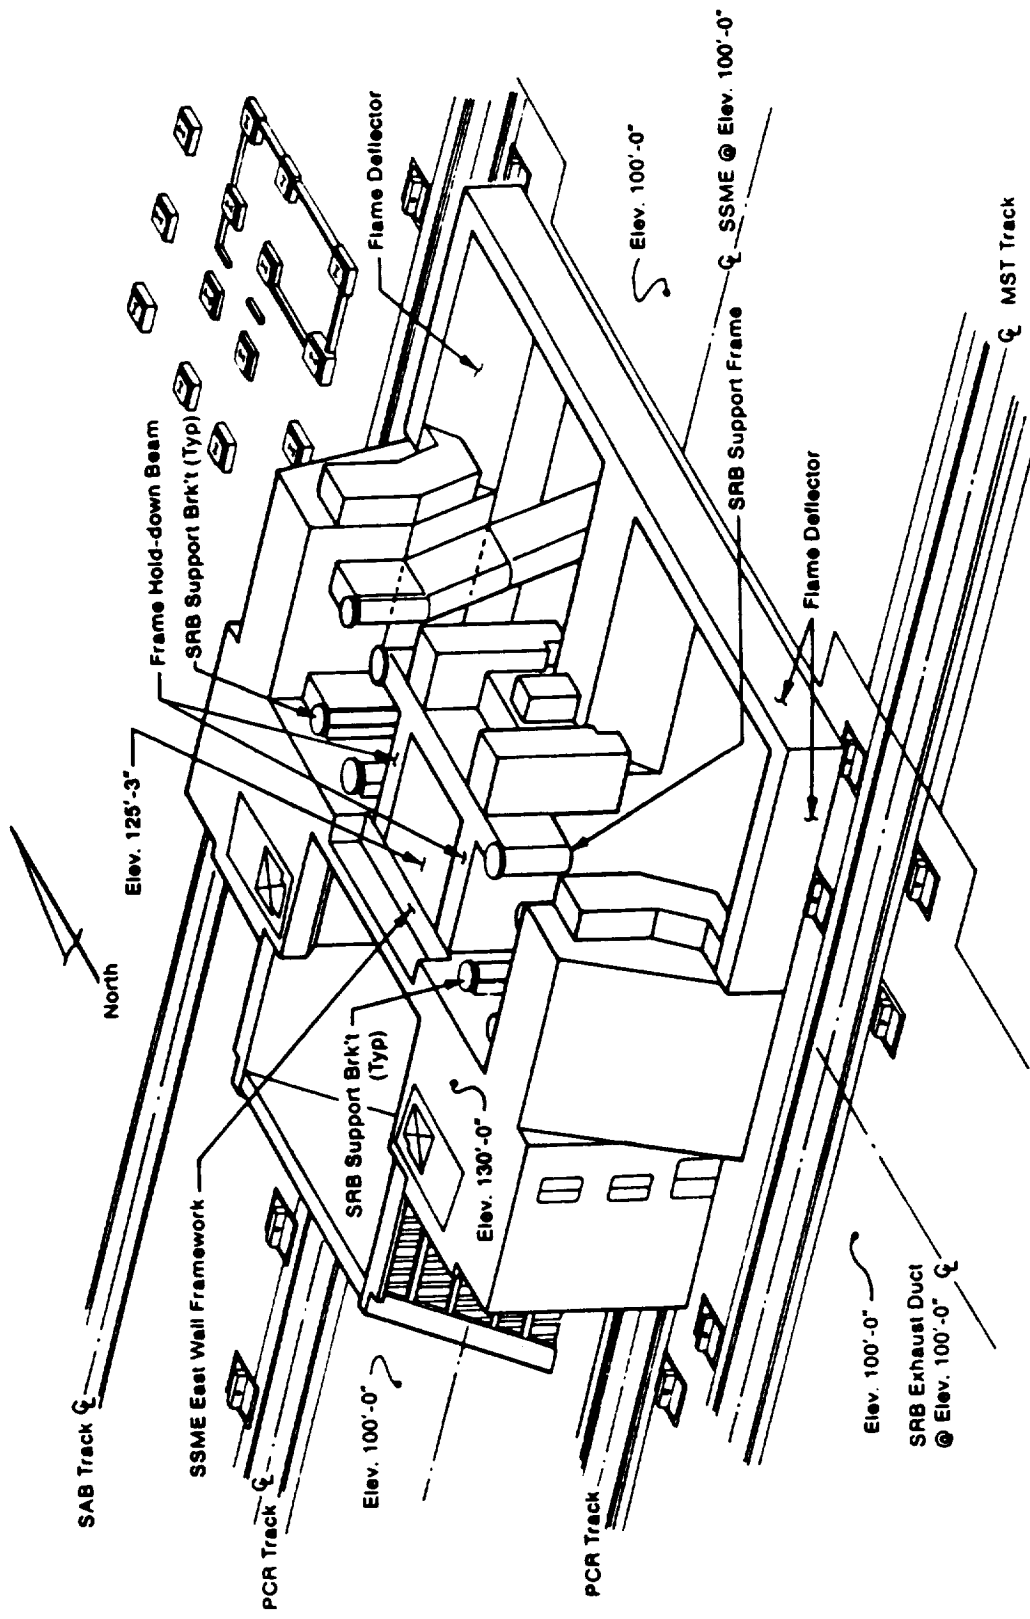 SAB Track ℄
PCR Track ℄
SSME East Wall Framework
North
Elev. 125'-3"
Frame Hold-down Beam
SRB Support Brk't (Typ)
Flame Deflector
Elev. 100'-0"
℄ SSME @ Elev. 100'-0"
SRB Support Frame
Flame Deflector
℄ MST Track
SRB Support Brk't
(Typ)
Elev. 130'-0"
Elev. 100'-0"
PCR Track
Elev. 100'-0"
SRB Exhaust Duct
@ Elev. 100'-0" ℄